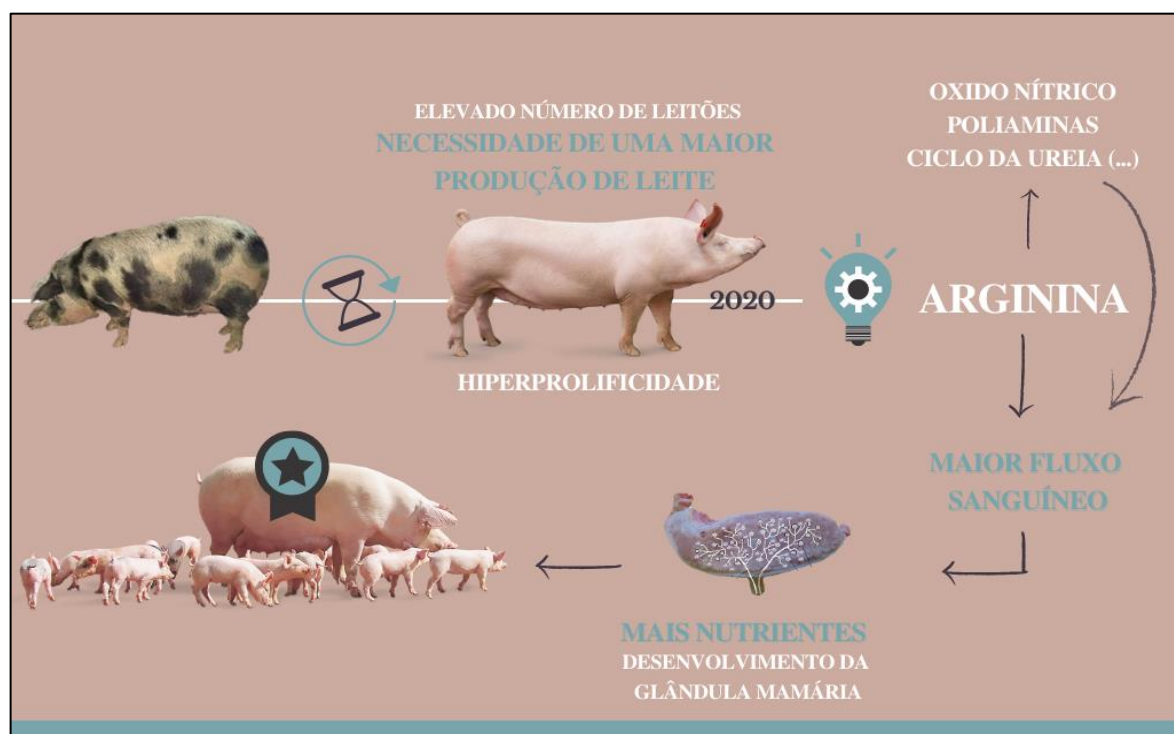 ELEVADO NÚMERO DE LEITÕES
NECESSIDADE DE UMA MAIOR
PRODUÇÃO DE LEITE
2020
HIPERPROLIFICIDADE
OXIDO NÍTRICO
POLIAMINAS
CICLO DA UREIA (...)
ARGININA
MAIOR FLUXO
SANGUÍNEO
MAIS NUTRIENTES
DESENVOLVIMENTO DA
GLÂNDULA MAMÁRIA